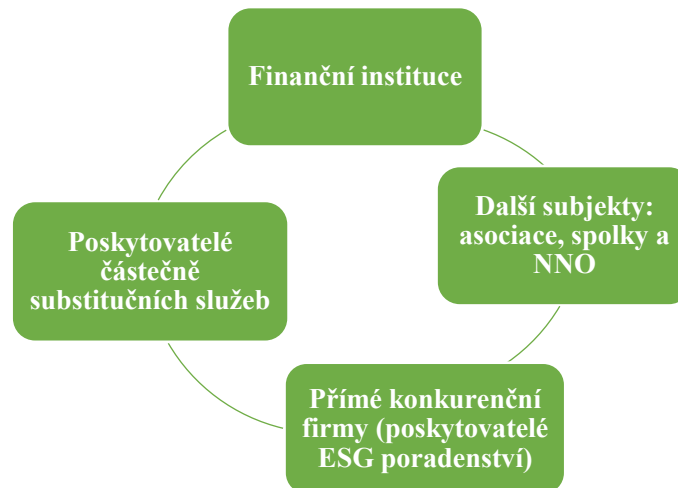 Finanční instituce
Další subjekty:
asociace, spolky a
NNO
Přímé konkurenční
firmy (poskytovatelé
ESG poradenství)
Poskytovatelé
částečně
substitučních služeb